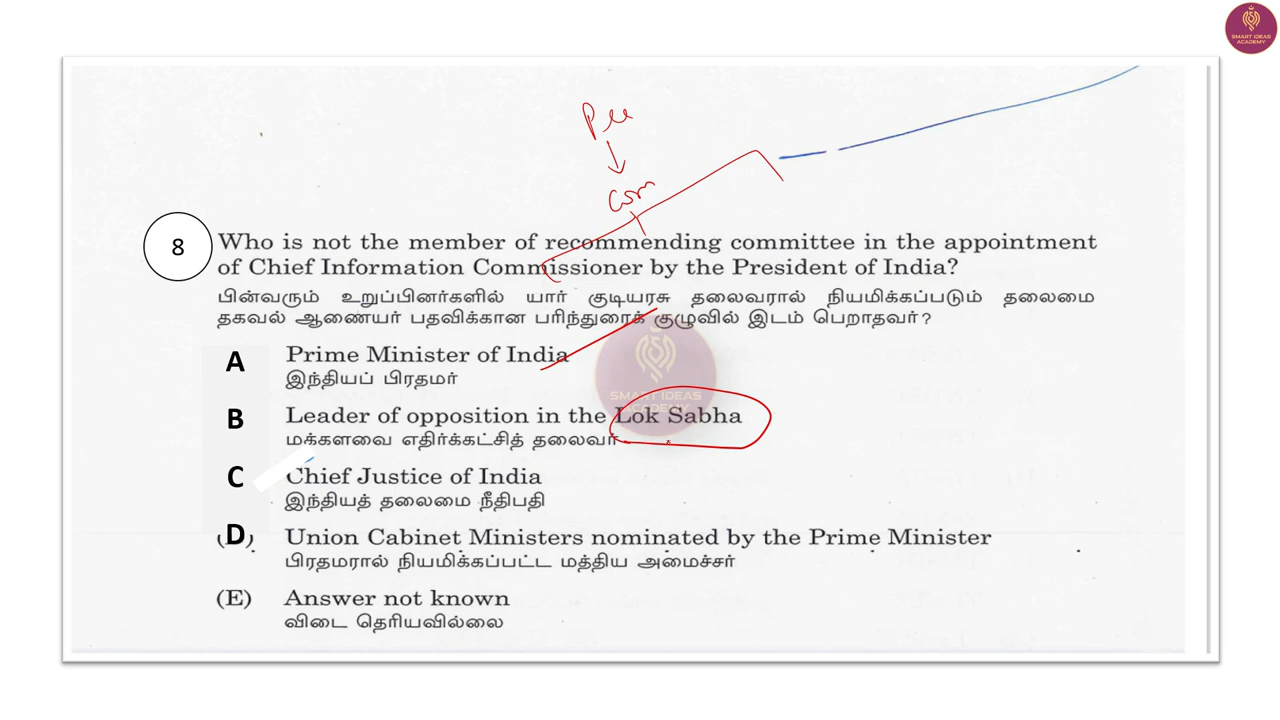 SMART IDEAS
ACADEMY
Com
8
Who is not the member of recommending committee in the appointment
of Chief Information Commissioner by the President of India?
பின்வரும் உறுப்பினர்களில் யார் குடியரசு தலைவரால் நியமிக்கப்படும் தலைமை
தகவல் ஆணையர் பதவிக்கான பரிந்துரைக் குழுவில் இடம் பெறாதவர்?
A Prime Minister of India
இந்தியப் பிரதமர்
SMART IDEAS
ACADEMY
B Leader of opposition in the Lok Sabha
மக்களவை எதிர்க்கட்சித் தலைவர்
C Chief Justice of India
இந்தியத் தலைமை நீதிபதி
D Union Cabinet Ministers nominated by the Prime Minister
பிரதமரால் நியமிக்கப்பட்ட மத்திய அமைச்சர்
(E) Answer not known
விடை தெரியவில்லை